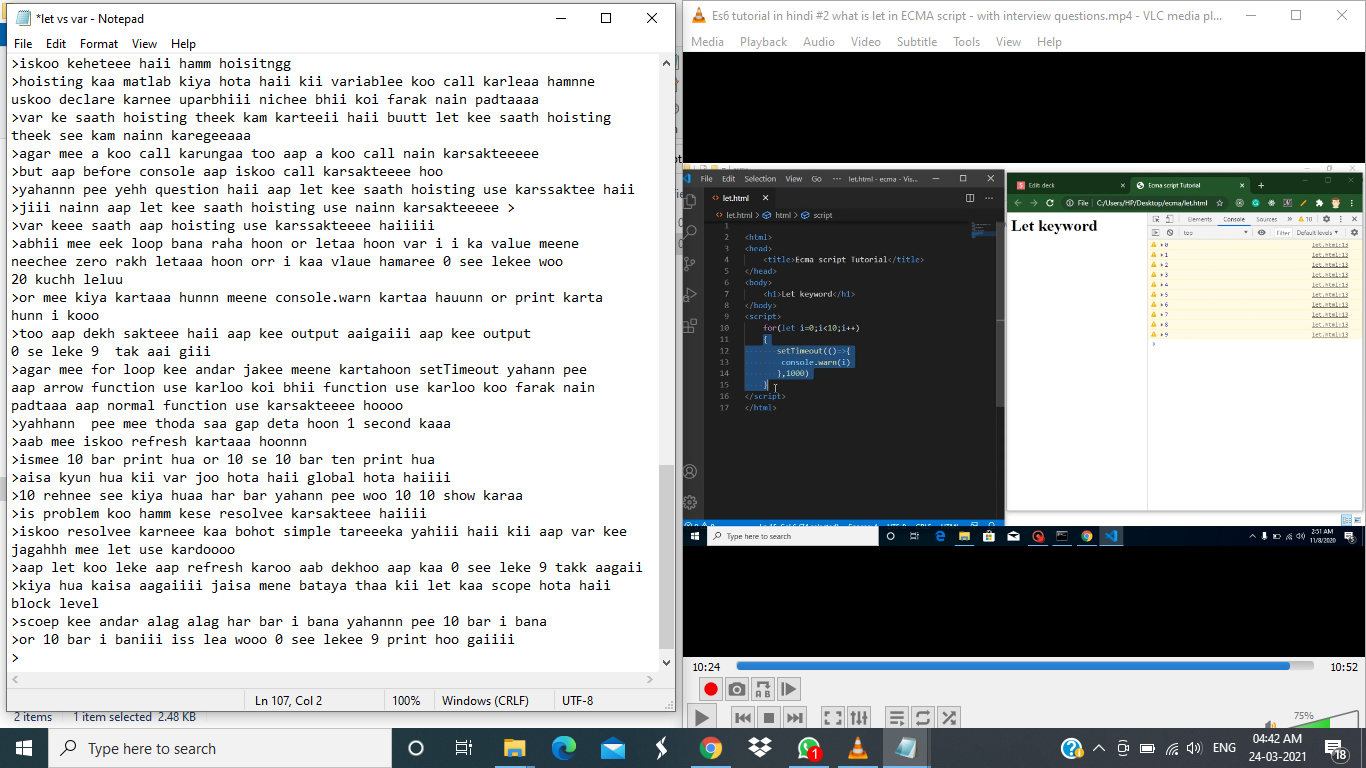 *let vs var - Notepad
File Edit Format View Help
>iskoo keheteee haii hamm hoisitngg
>hoisting kaa matlab kiya hota haii kii variablee koo call karleaa hamnne
uskoo declare karnee uparbhiii nichee bhii koi farak nain padtaaaa
>var ke saath hoisting theek kam karteeii haii buutt let kee saath hoisting
theek see kam nainn karegeeaaa
>agar mee a koo call karungaa too aap a koo call nain karsakteeeee
>but aap before console aap iskoo call karsakteeee hoo
>yahannn pee yehh question haii aap let kee saath hoisting use karssaktee haii
>jiii nainn aap let kee saath hoisting use nainn karsakteeeee >
>var keee saath aap hoisting use karssakteeee haiiiii
>abhii mee eek loop bana raha hoon or letaa hoon var i i ka value meene
neechee zero rakh letaaa hoon orr i kaa vlaue hamaree 0 see lekee woo
20 kuchh leluu
>or mee kiya kartaaa hunnn meene console.warn kartaa hauunn or print karta
hunn i kooo
>too aap dekh sakteee haii aap kee output aaigaiii aap kee output
0 se leke 9  tak aai giii
>agar mee for loop kee andar jakee meene kartahoon setTimeout yahann pee
aap arrow function use karloo koi bhii function use karloo koo farak nain
padtaaa aap normal function use karsakteeee hoooo
>yahhann  pee mee thoda saa gap deta hoon 1 second kaaa
>aab mee iskoo refresh kartaaa hoonnn
>ismee 10 bar print hua or 10 se 10 bar ten print hua
>aisa kyun hua kii var joo hota haii global hota haiiii
>10 rehnee see kiya huaa har bar yahann pee woo 10 10 show karaa
>is problem koo hamm kese resolvee karsakteee haiiii
>iskoo resolvee karneee kaa bohot simple tareeeka yahiii haii kii aap var kee
jagahhh mee let use kardoooo
>aap let koo leke aap refresh karoo aab dekhoo aap kaa 0 see leke 9 takk aagaii
>kiya hua kaisa aagaiiii jaisa mene bataya thaa kii let kaa scope hota haii
block level
>scoep kee andar alag alag har bar i bana yahannn pee 10 bar i bana
>or 10 bar i baniii iss lea wooo 0 see lekee 9 print hoo gaiiii
>
Ln 107, Col 2 100% Windows (CRLF) UTF-8
2 items 1 item selected 2.48 KB
Es6 tutorial in hindi #2 what is let in ECMA script - with interview questions.mp4 - VLC media pl...
Media Playback Audio Video Subtitle Tools View Help
File Edit Selection View Go ... let.html - ecma - Vis...
let.html
let.html > html > script
1
2 <html>
3 <head>
4 <title>Ecma script Tutorial</title>
5 </head>
6 <body>
7 <h1>Let keyword</h1>
8 </body>
9 <script>
10 for(let i=0;i<10;i++)
11 {
12 setTimeout(()=>{
13 console.warn(i)
14 },1000)
15 }
16 </script>
17 </html>
Edit deck Ecma script Tutorial
File C:/Users/HP/Desktop/ecma/let.html
Let keyword
Elements Console Sources 10
top Filter Default levels
0 let.html:13
1 let.html:13
2 let.html:13
3 let.html:13
4 let.html:13
5 let.html:13
6 let.html:13
7 let.html:13
8 let.html:13
9 let.html:13
Type here to search
2:51 AM
11/8/2020
10:24 10:52
75%
Type here to search
1
ENG
04:42 AM
24-03-2021
18